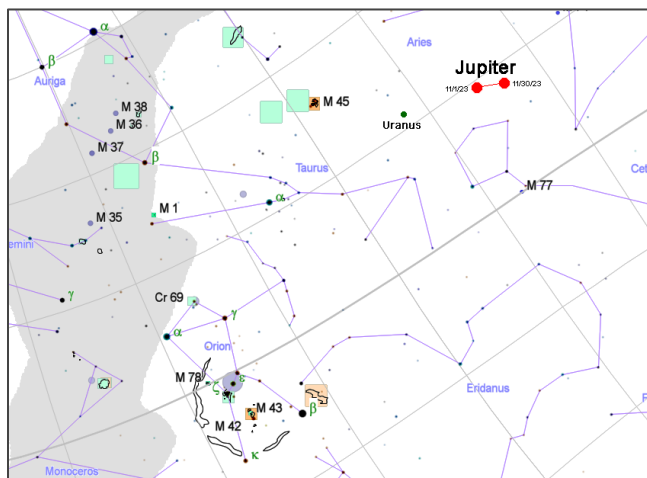 α
Aries
β
Auriga
Jupiter
11/1/23
11/30/23
M 38
M 36
M 45
Uranus
M 37
β
Taurus
M 77
Cet
α
M 1
M 35
emini
γ
Cr 69
γ
α
Orion
M 78
ε
ζ
Eridanus
M 43
β
M 42
κ
Monoceros